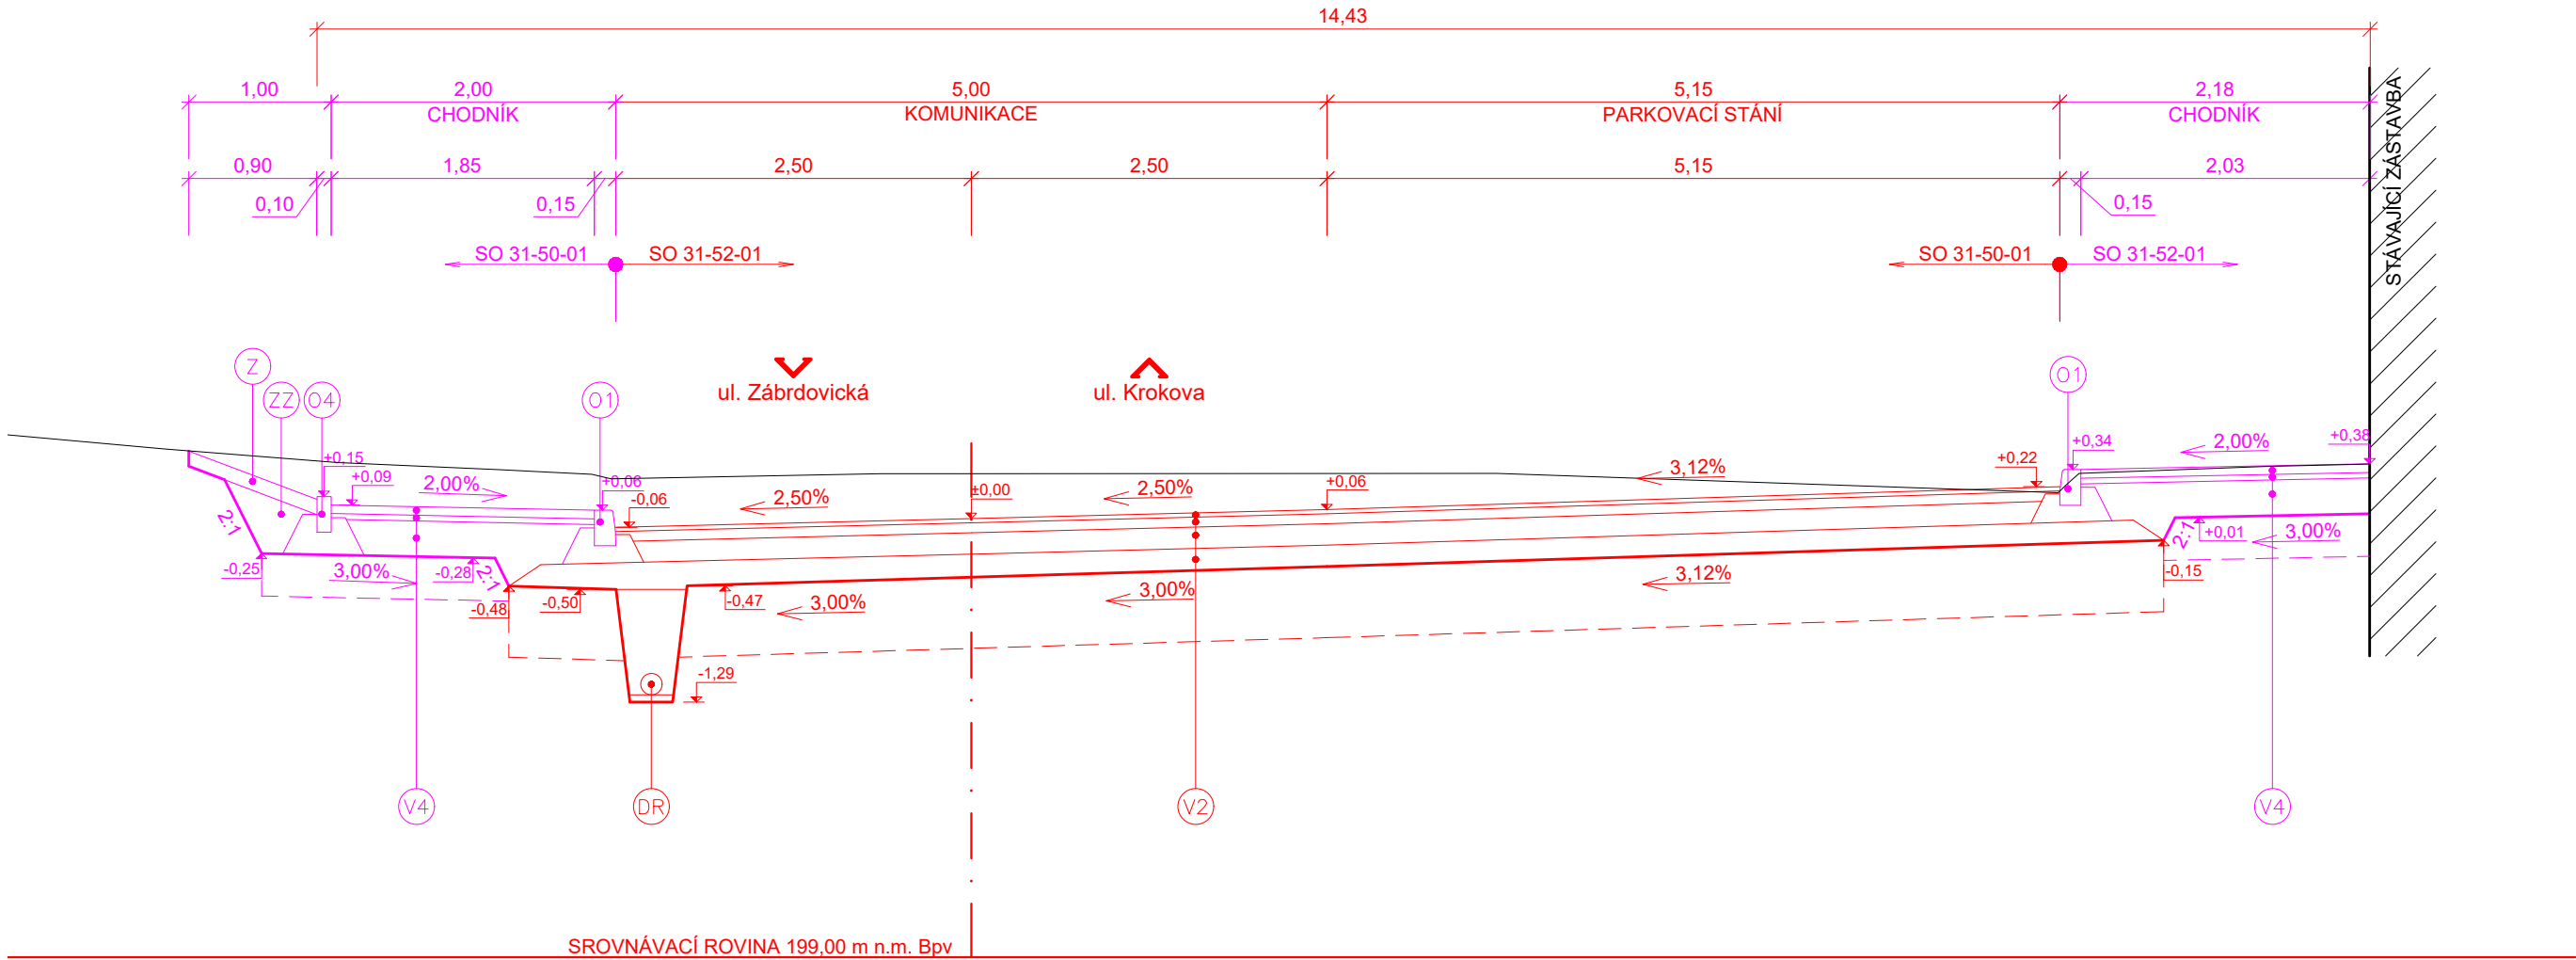 14,43
1,00
2,00
5,00
5,15
2,18
CHODNÍK
KOMUNIKACE
PARKOVACÍ STÁNÍ
CHODNÍK
STÁVAJÍCÍ ZÁSTAVBA
0,90
1,85
2,50
2,50
5,15
2,03
0,10
0,15
0,15
SO 31-50-01
SO 31-52-01
SO 31-50-01
SO 31-52-01
ul. Zábrdovická
ul. Krokova
Z
ZZ
O4
O1
O1
+0,15
+0,09
2,00%
+0,06
-0,06
2,50%
±0,00
2,50%
+0,06
3,12%
+0,22
+0,34
2,00%
+0,38
2:1
-0,25
3,00%
-0,28
2:1
-0,48
-0,50
-0,47
3,00%
3,00%
3,12%
-0,15
2:1
+0,01
3,00%
-1,29
V4
DR
V2
V4
SROVNÁVACÍ ROVINA 199,00 m n.m. Bpv